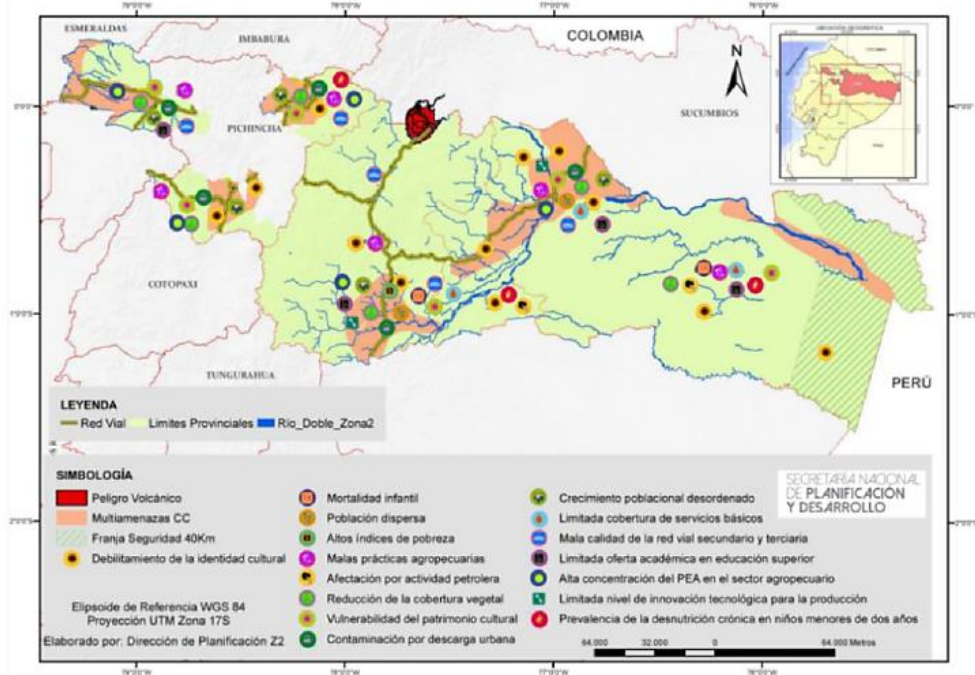 ESMERALDAS
IMBABURA
COLOMBIA
N
UBICACIÓN GEOGRÁFICA
SUCUMBIOS
PICHINCHA
COTOPAXI
TUNGURAHUA
PERÚ
LEYENDA
Red Vial Limites Provinciales Río_Doble_Zona2
SIMBOLOGÍA
Peligro Volcánico
Multiamenazas CC
Franja Seguridad 40Km
Debilitamiento de la identidad cultural
Mortalidad infantil
Población dispersa
Altos índices de pobreza
Malas prácticas agropecuarias
Afectación por actividad petrolera
Reducción de la cobertura vegetal
Vulnerabilidad del patrimonio cultural
Contaminación por descarga urbana
Crecimiento poblacional desordenado
Limitada cobertura de servicios básicos
Mala calidad de la red vial secundario y terciaria
Limitada oferta académica en educación superior
Alta concentración del PEA en el sector agropecuario
Limitada nivel de innovación tecnológica para la producción
Prevalencia de la desnutrición crónica en niños menores de dos años
SECRETARÍA NACIONAL
DE PLANIFICACIÓN
Y DESARROLLO
Elipsoide de Referencia WGS 84
Proyección UTM Zona 17S
Elaborado por: Dirección de Planificación Z2
64.000 32.000 0 64.000 Metros